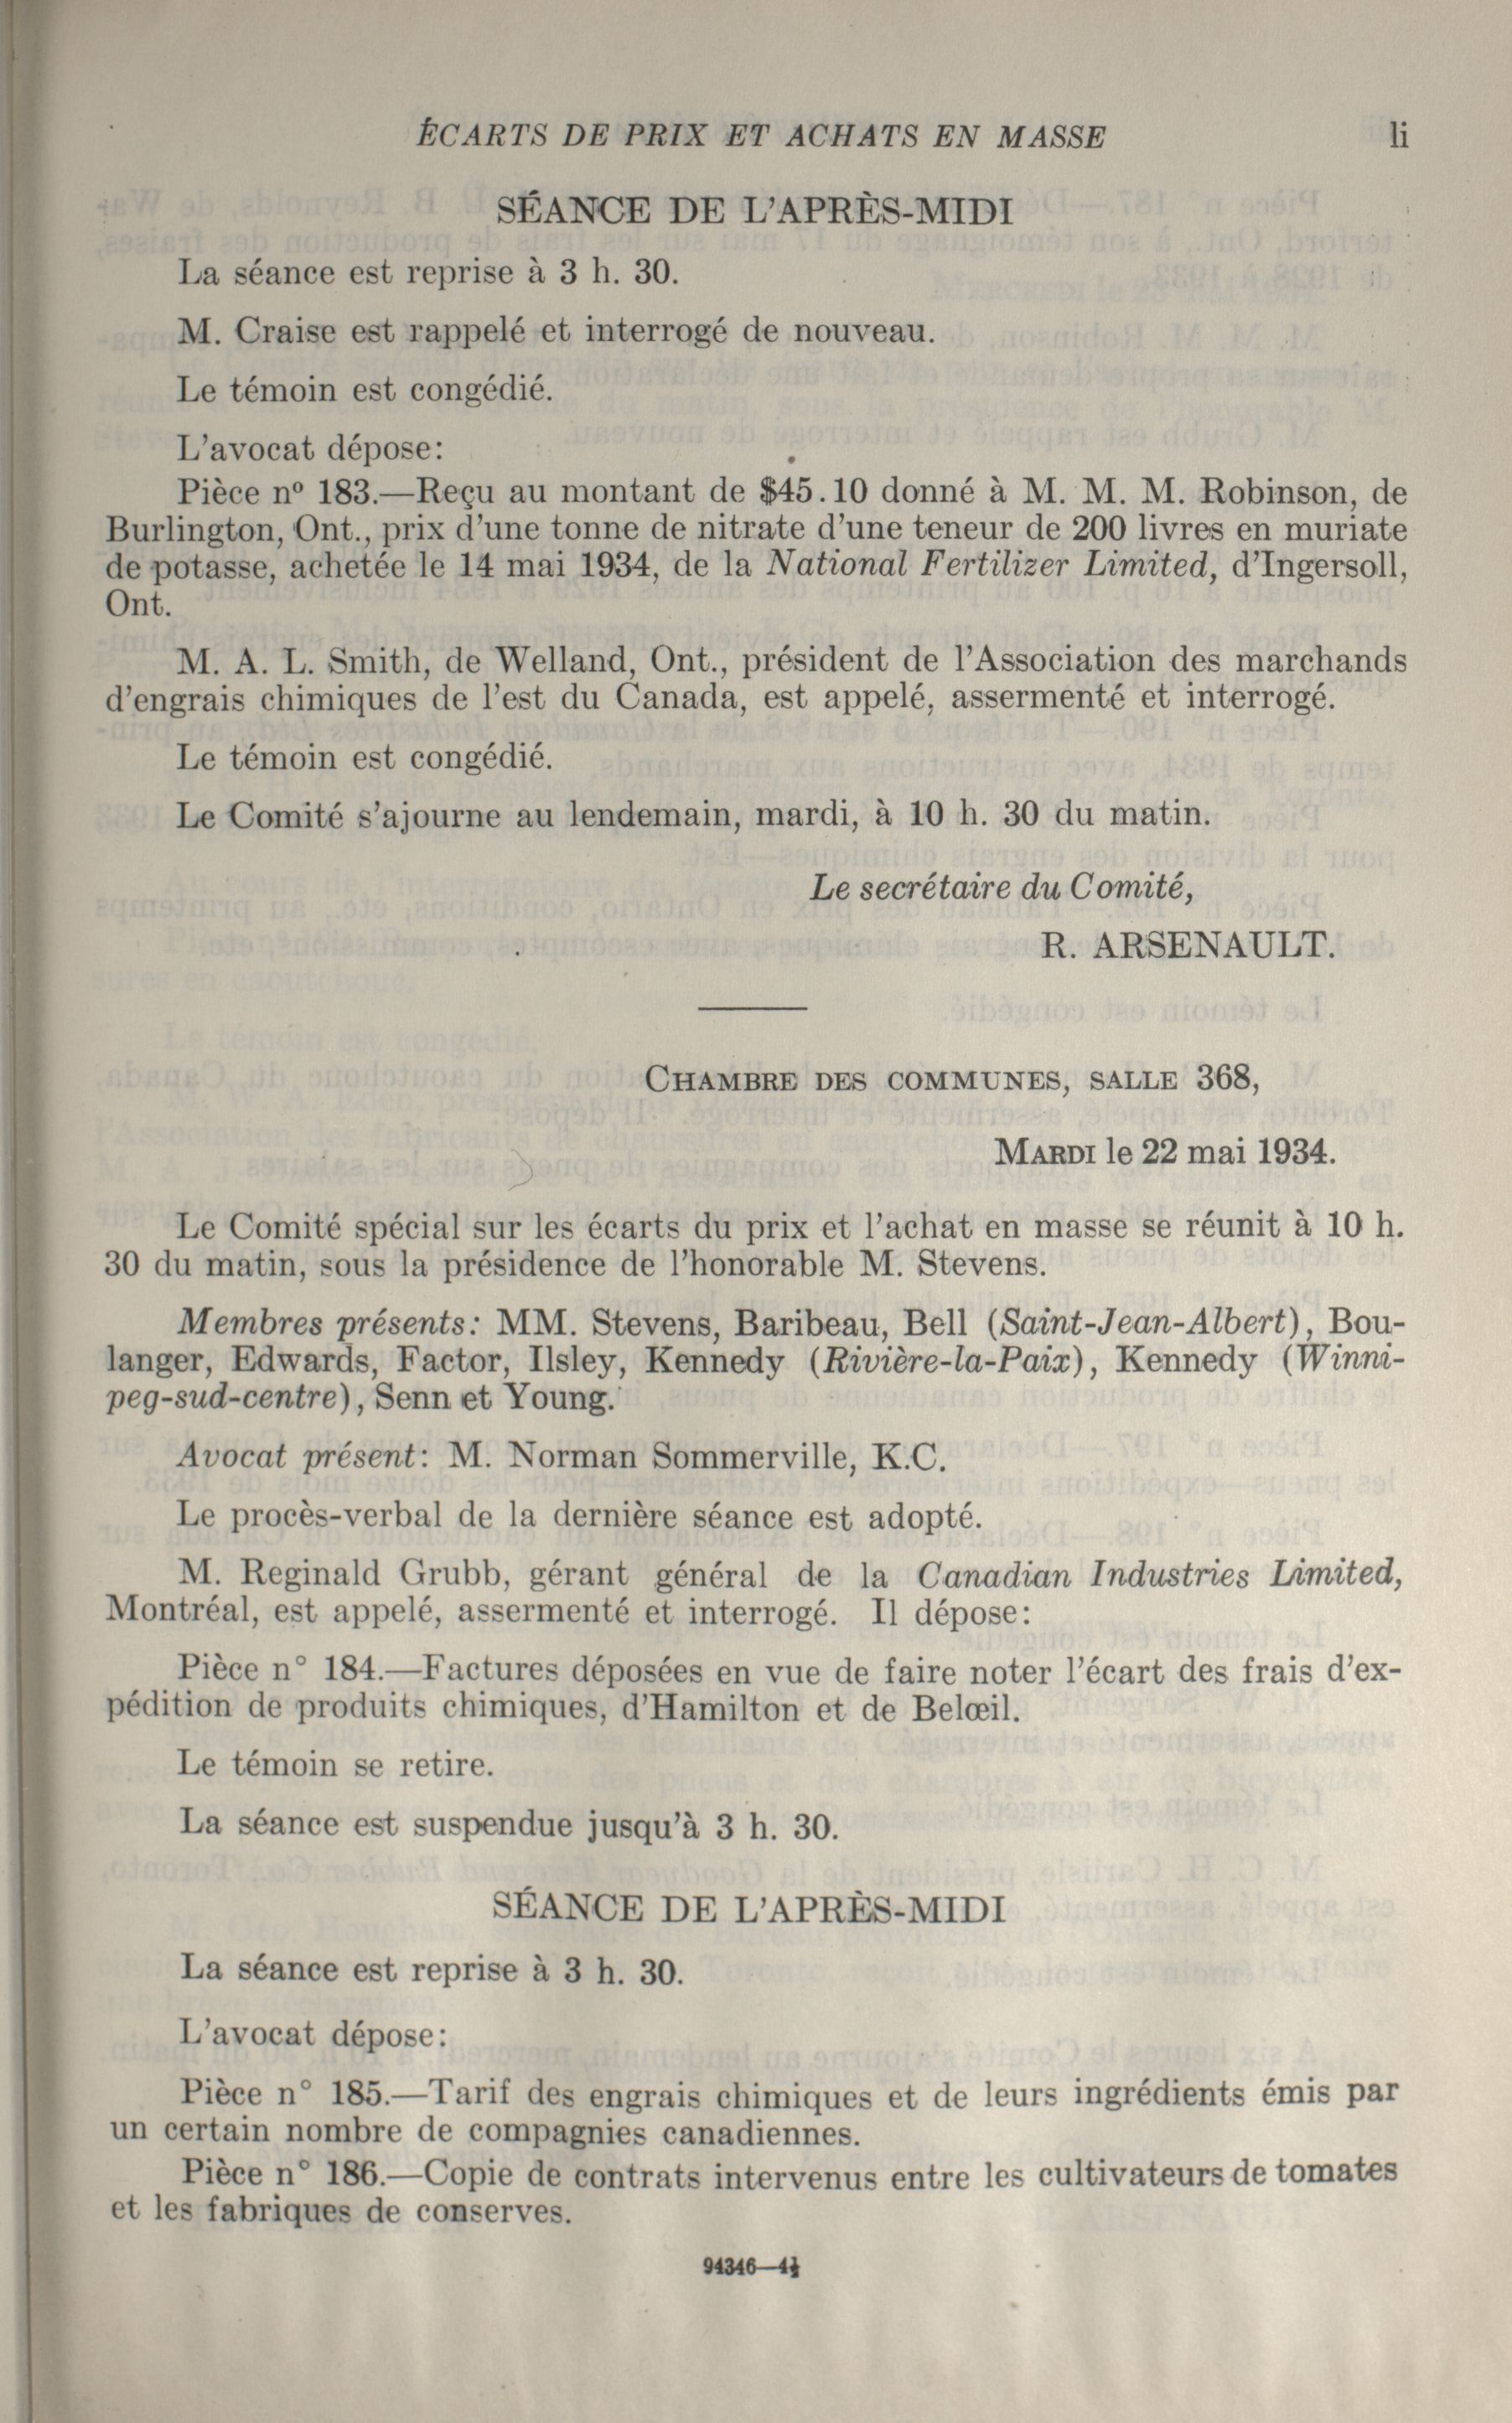 ÉCARTS DE PRIX ET ACHATS EN MASSE li
SÉANCE DE L'APRÈS-MIDI
La séance est reprise à 3 h. 30.
M. Craise est rappelé et interrogé de nouveau.
Le témoin est congédié.
L'avocat dépose:
Pièce nº 183.—Reçu au montant de $45.10 donné à M. M. M. Robinson, de
Burlington, Ont., prix d'une tonne de nitrate d'une teneur de 200 livres en muriate
de potasse, achetée le 14 mai 1934, de la National Fertilizer Limited, d'Ingersoll,
Ont.
M. A. L. Smith, de Welland, Ont., président de l'Association des marchands
d'engrais chimiques de l'est du Canada, est appelé, assermenté et interrogé.
Le témoin est congédié.
Le Comité s'ajourne au lendemain, mardi, à 10 h. 30 du matin.
Le secrétaire du Comité,
R. ARSENAULT.
CHAMBRE DES COMMUNES, SALLE 368,
MARDI le 22 mai 1934.
Le Comité spécial sur les écarts du prix et l'achat en masse se réunit à 10 h.
30 du matin, sous la présidence de l'honorable M. Stevens.
Membres présents: MM. Stevens, Baribeau, Bell (Saint-Jean-Albert), Bou-
langer, Edwards, Factor, Ilsley, Kennedy (Rivière-la-Paix), Kennedy (Winni-
peg-sud-centre), Senn et Young.
Avocat présent: M. Norman Sommerville, K.C.
Le procès-verbal de la dernière séance est adopté.
M. Reginald Grubb, gérant général de la Canadian Industries Limited,
Montréal, est appelé, assermenté et interrogé. Il dépose:
Pièce n° 184.—Factures déposées en vue de faire noter l'écart des frais d'ex-
pédition de produits chimiques, d'Hamilton et de Belœil.
Le témoin se retire.
La séance est suspendue jusqu'à 3 h. 30.
SÉANCE DE L'APRÈS-MIDI
La séance est reprise à 3 h. 30.
L'avocat dépose:
Pièce n° 185.—Tarif des engrais chimiques et de leurs ingrédients émis par
un certain nombre de compagnies canadiennes.
Pièce n° 186.—Copie de contrats intervenus entre les cultivateurs de tomates
et les fabriques de conserves.
94346—4½